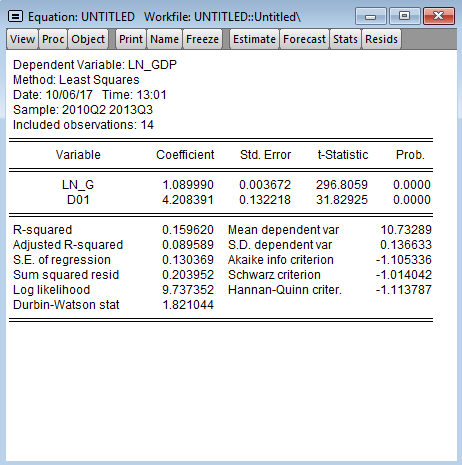 Equation: UNTITLED Workfile: UNTITLED::Untitled\
View Proc Object Print Name Freeze Estimate Forecast Stats Resids
Dependent Variable: LN_GDP
Method: Least Squares
Date: 10/06/17 Time: 13:01
Sample: 2010Q2 2013Q3
Included observations: 14
Variable Coefficient Std. Error t-Statistic Prob.
LN_G 1.089990 0.003672 296.8059 0.0000
D01 4.208391 0.132218 31.82925 0.0000
R-squared 0.159620 Mean dependent var 10.73289
Adjusted R-squared 0.089589 S.D. dependent var 0.136633
S.E. of regression 0.130369 Akaike info criterion -1.105336
Sum squared resid 0.203952 Schwarz criterion -1.014042
Log likelihood 9.737352 Hannan-Quinn criter. -1.113787
Durbin-Watson stat 1.821044